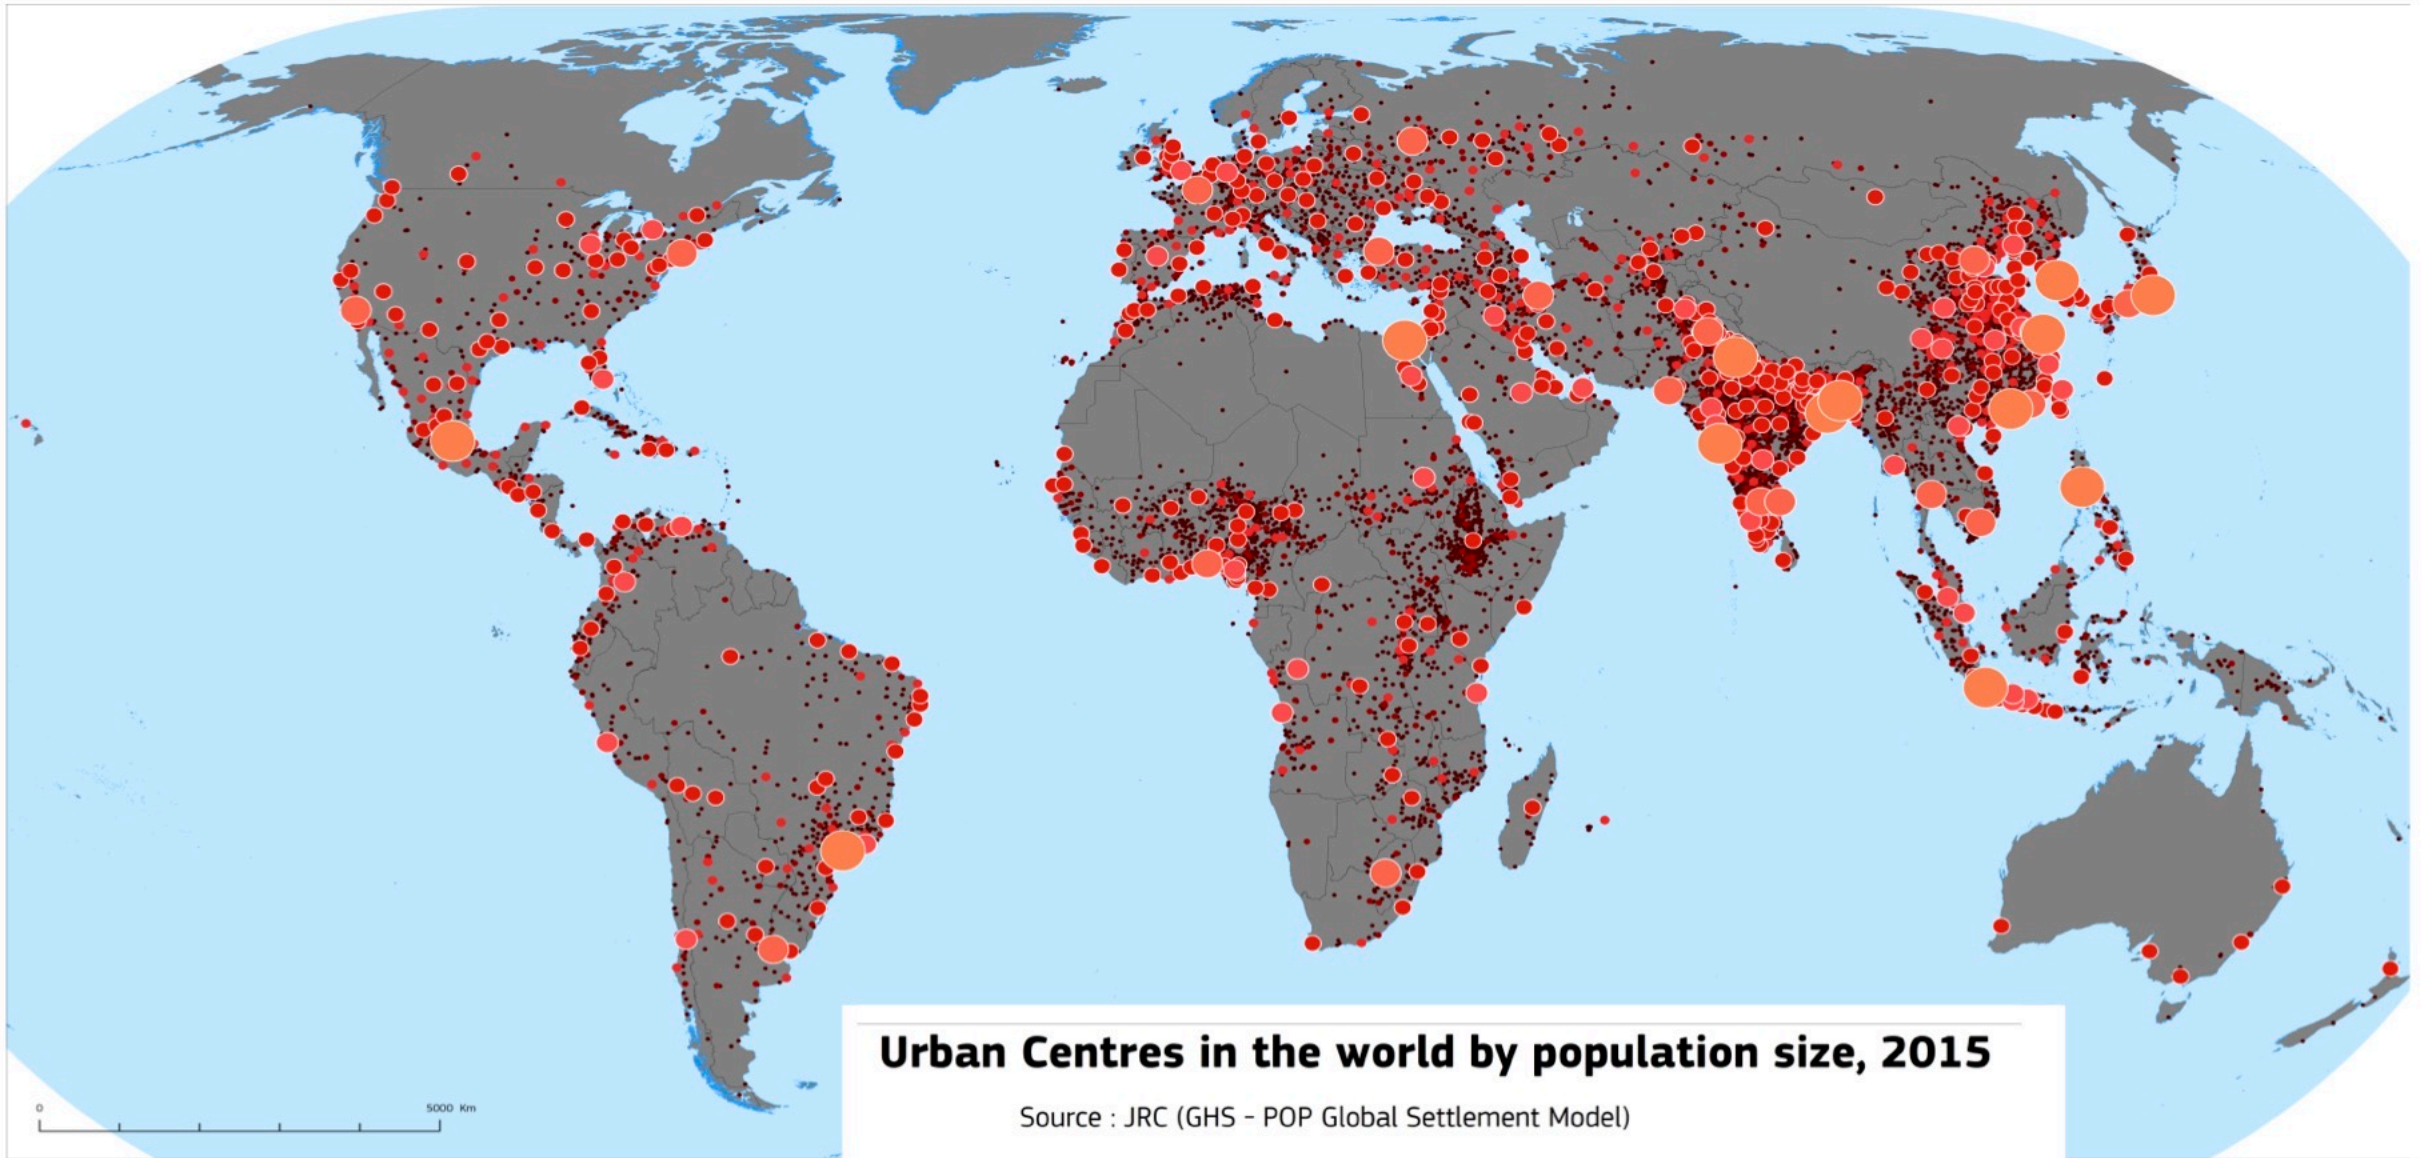 Urban Centres in the world by population size, 2015
Source : JRC (GHS - POP Global Settlement Model)
0 5000 Km